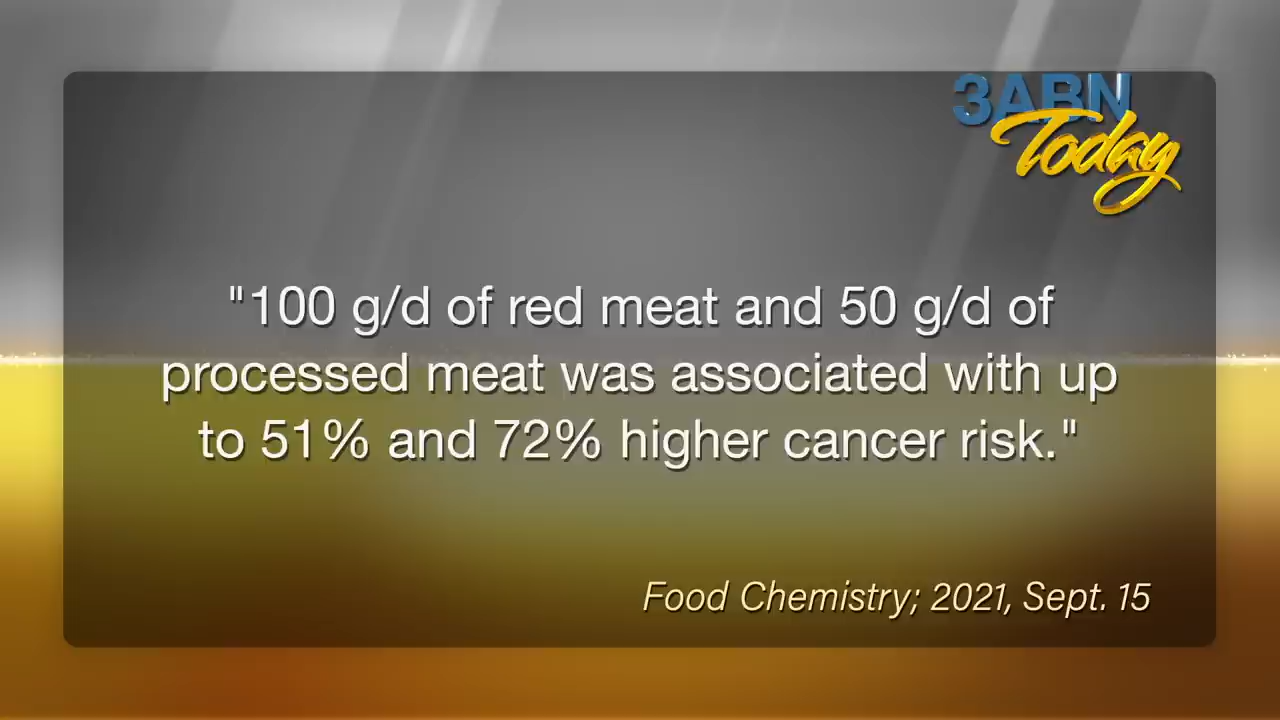 3ABN
Today
"100 g/d of red meat and 50 g/d of
processed meat was associated with up
to 51% and 72% higher cancer risk."
Food Chemistry; 2021, Sept. 15